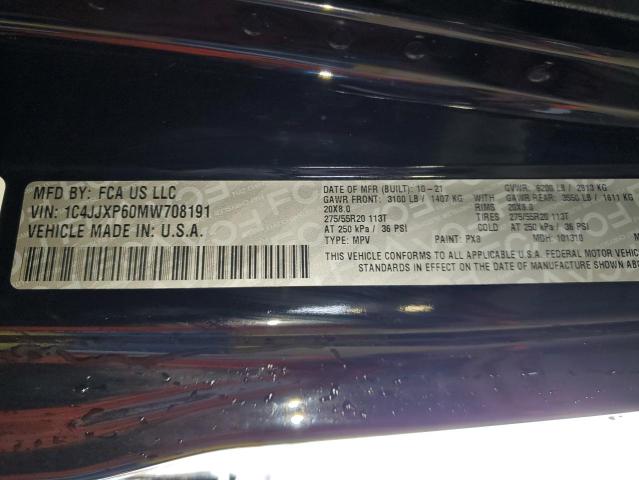 MFD BY: FCA US LLC
VIN: 1C4JJXP60MW708191
VEHICLE MADE IN: U.S.A.
DATE OF MFR (BUILT): 10-21 GVWR: 6200 LB / 2813 KG
GAWR FRONT: 3100 LB / 1407 KG WITH GAWR REAR: 3550 LB / 1611 KG
20X8.0 RIMS 20X8.0
275/55R20 113T TIRES 275/55R20 113T
AT 250 kPa / 36 PSI COLD AT 250 kPa / 36 PSI
TYPE: MPV PAINT: PX8 MDH: 101310
THIS VEHICLE CONFORMS TO ALL APPLICABLE U.S.A. FEDERAL MOTOR VEHIC
STANDARDS IN EFFECT ON THE DATE OF MANUFACTURE SHOWN AB